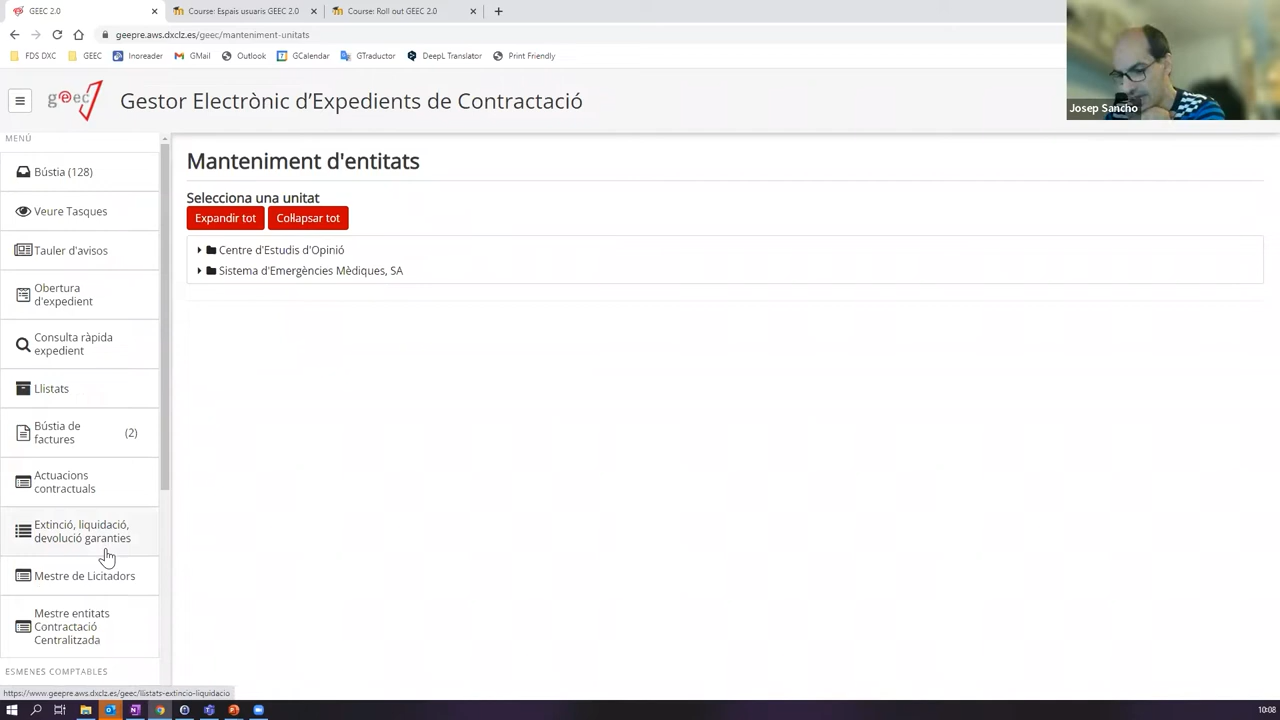 GEEC 2.0
Course: Espais usuaris GEEC 2.0
Course: Roll out GEEC 2.0
geepre.aws.dxclz.es/geec/manteniment-unitats
FDS DXC
GEEC
Inoreader
GMail
Outlook
GCalendar
GTraductor
DeepL Translator
Print Friendly
Josep Sancho
geec
Gestor Electrònic d'Expedients de Contractació
MENÚ
Bústia (128)
Veure Tasques
Tauler d'avisos
Obertura
d'expedient
Consulta ràpida
expedient
Llistats
Bústia de
factures
(2)
Actuacions
contractuals
Extinció, liquidació,
devolució garanties
Mestre de Licitadors
Mestre entitats
Contractació
Centralitzada
ESMENES COMPTABLES
Manteniment d'entitats
Selecciona una unitat
Expandir tot
Col·lapsar tot
Centre d'Estudis d'Opinió
Sistema d'Emergències Mèdiques, SA
https://www.geepre.aws.dxclz.es/geec/llistats-extincio-liquidacio
10:08